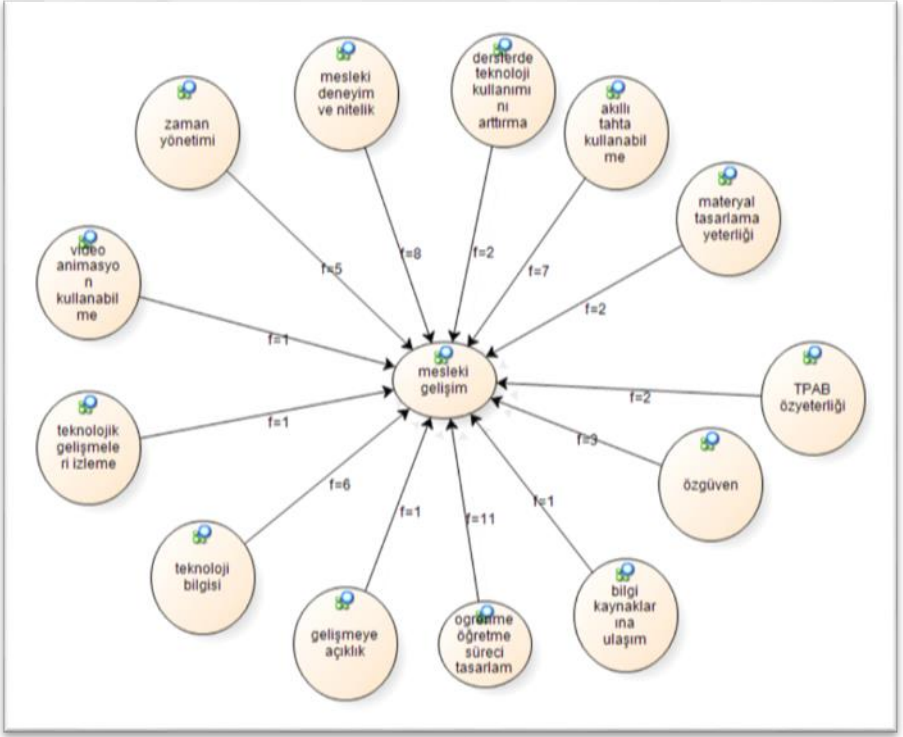 mesleki
deneyim
ve nitelik
derslerde
teknoloji
kullanımı
nı
arttırma
zaman
yönetimi
akıllı
tahta
kullanabil
me
materyal
tasarlama
yeterliği
video
animasyo
n
kullanabil
me
f=8
f=2
f=5
f=7
f=2
f=1
mesleki
gelişim
TPAB
özyeterliği
f=2
teknolojik
gelişmele
ri izleme
f=1
f=3
özgüven
f=6
f=1
f=11
f=1
teknoloji
bilgisi
bilgi
kaynaklar
ına
ulaşım
gelişmeye
açıklık
ogrenme
öğretme
süreci
tasarlam